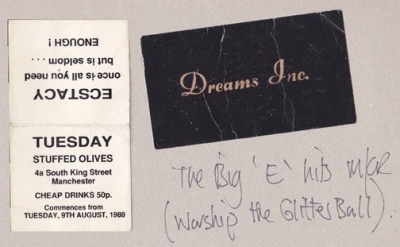 ECSTACY
once is all you need
but is seldom ...
ENOUGH !
TUESDAY
STUFFED OLIVES
4a South King Street
Manchester
CHEAP DRINKS 50p.
Commences from
TUESDAY, 9TH AUGUST, 1988
Dreams Inc.
The Big 'E' hits M/CR
(Worship the Glitter Ball).